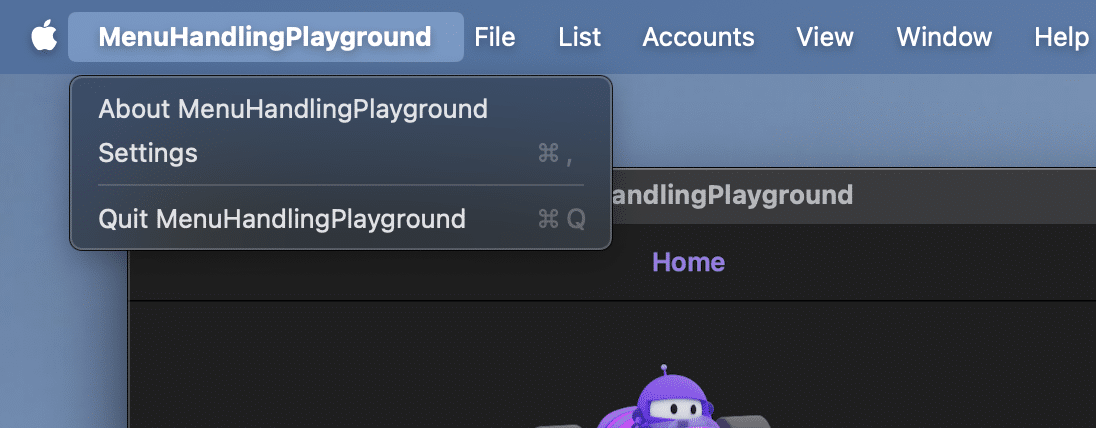 MenuHandlingPlayground File List Accounts View Window Help
About MenuHandlingPlayground
Settings ⌘ ,
andlingPlayground
Quit MenuHandlingPlayground ⌘ Q
Home